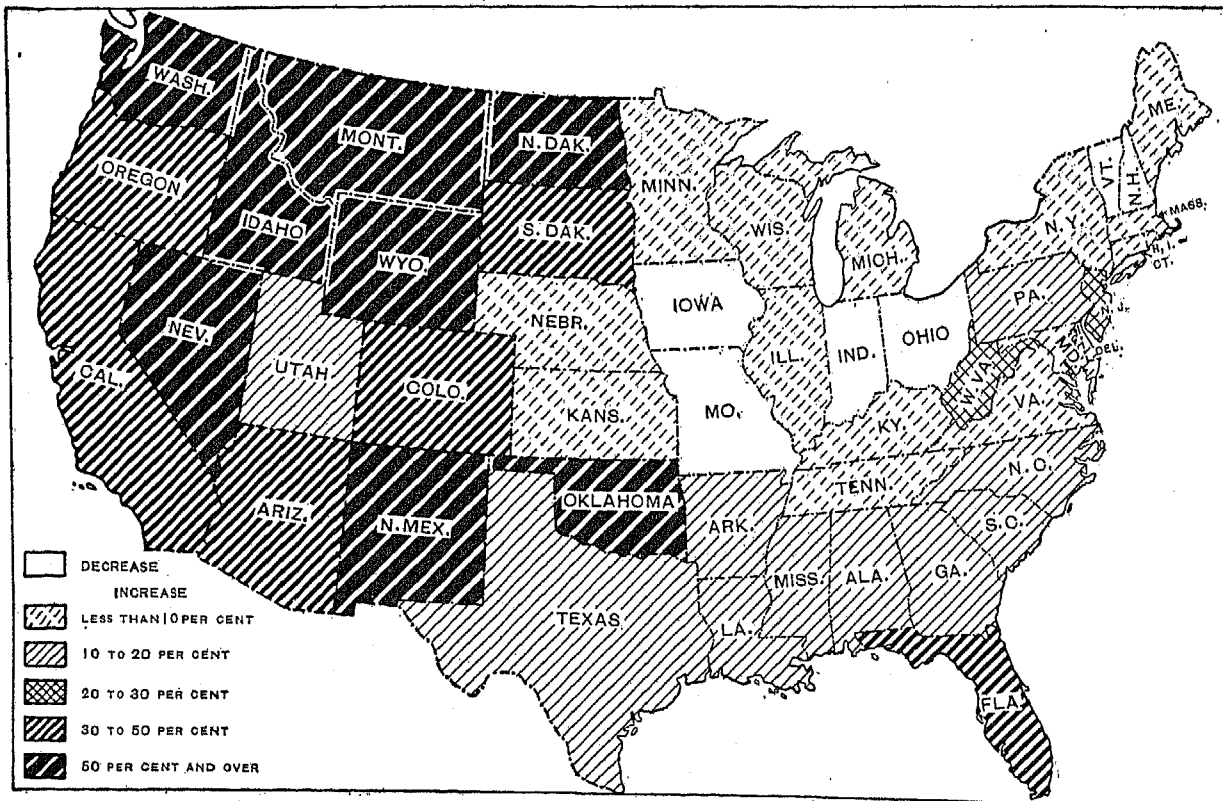 WASH.
MONT.
N. DAK.
MINN.
ME.
OREGON
IDAHO
S. DAK.
WIS.
MICH.
VT.
N.H.
MASS.
N.Y.
R.I.
CT.
WYO.
IOWA
PA.
N.J.
NEV.
NEBR.
ILL.
IND.
OHIO
DEL.
CAL.
UTAH
COLO.
KANS.
MO.
W.VA.
MD.
VA.
KY.
ARIZ.
N.MEX.
OKLAHOMA
ARK.
TENN.
N.C.
S.C.
TEXAS
LA.
MISS.
ALA.
GA.
FLA.
DECREASE
INCREASE
LESS THAN 10 PER CENT
10 TO 20 PER CENT
20 TO 30 PER CENT
30 TO 50 PER CENT
50 PER CENT AND OVER